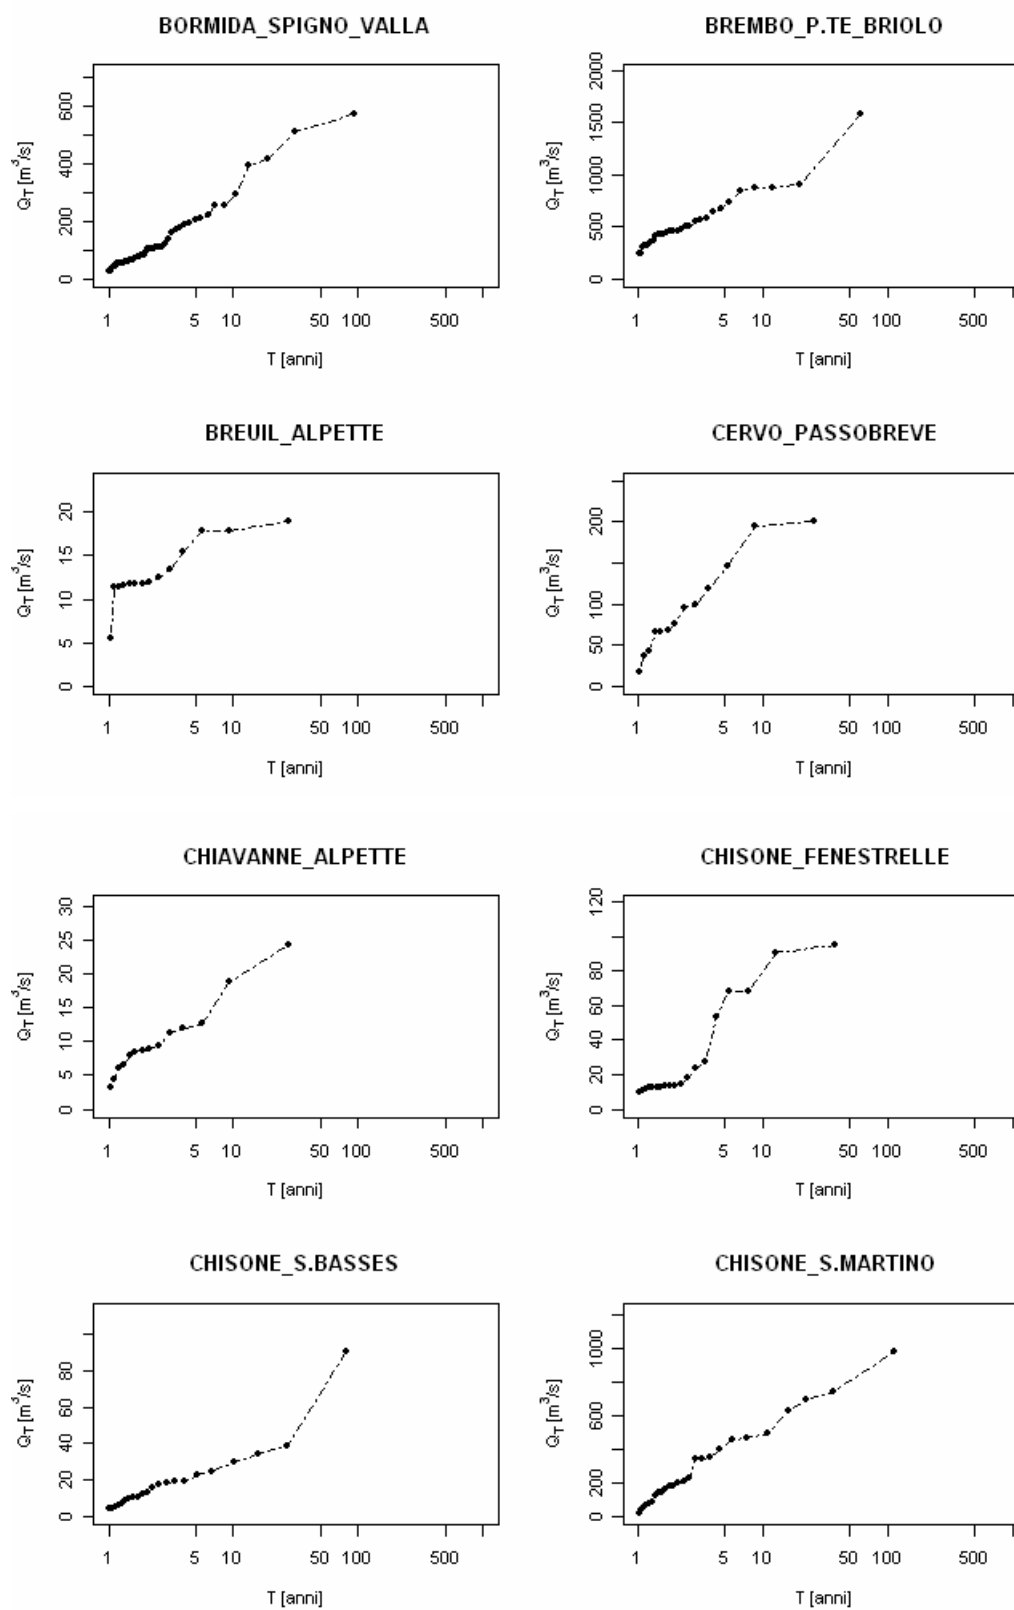 BORMIDA_SPIGNO_VALLA
Q_T [m³/s]
0 200 400 600
1 5 10 50 100 500
T [anni]
BREMBO_P.TE_BRIOLO
Q_T [m³/s]
0 500 1000 1500 2000
1 5 10 50 100 500
T [anni]
BREUIL_ALPETTE
Q_T [m³/s]
0 5 10 15 20
1 5 10 50 100 500
T [anni]
CERVO_PASSOBREVE
Q_T [m³/s]
0 50 100 200
1 5 10 50 100 500
T [anni]
CHIAVANNE_ALPETTE
Q_T [m³/s]
0 5 10 15 20 25 30
1 5 10 50 100 500
T [anni]
CHISONE_FENESTRELLE
Q_T [m³/s]
0 20 40 60 80 120
1 5 10 50 100 500
T [anni]
CHISONE_S.BASSES
Q_T [m³/s]
0 20 40 60 80
1 5 10 50 100 500
T [anni]
CHISONE_S.MARTINO
Q_T [m³/s]
0 200 600 1000
1 5 10 50 100 500
T [anni]